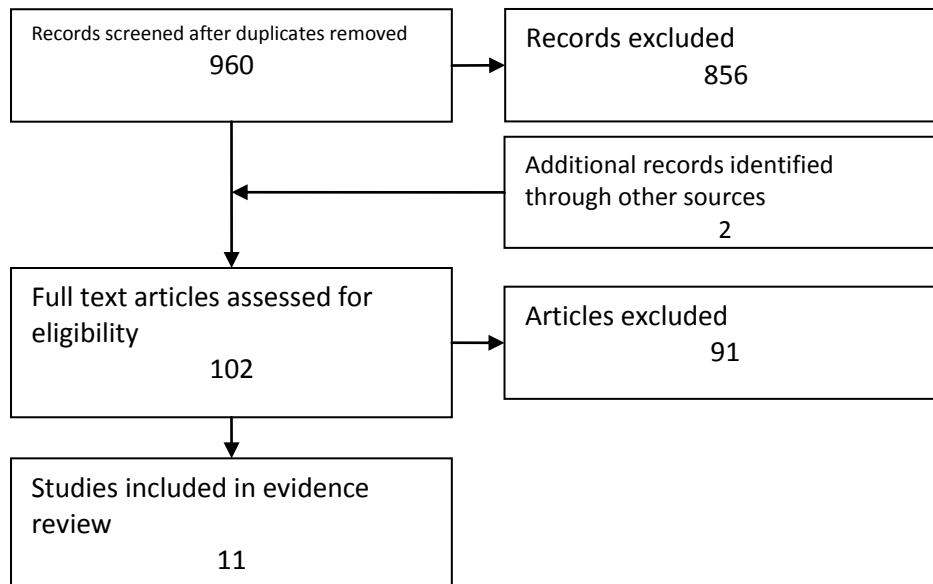 Records screened after duplicates removed
960
Records excluded
856
Additional records identified
through other sources
2
Full text articles assessed for
eligibility
102
Articles excluded
91
Studies included in evidence
review
11